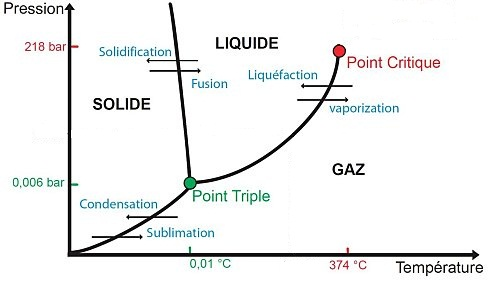 Pression
218 bar
Solidification
LIQUIDE
Point Critique
Liquéfaction
Fusion
SOLIDE
vaporization
GAZ
0,006 bar
Point Triple
Condensation
Sublimation
0,01 °C
374 °C
Température